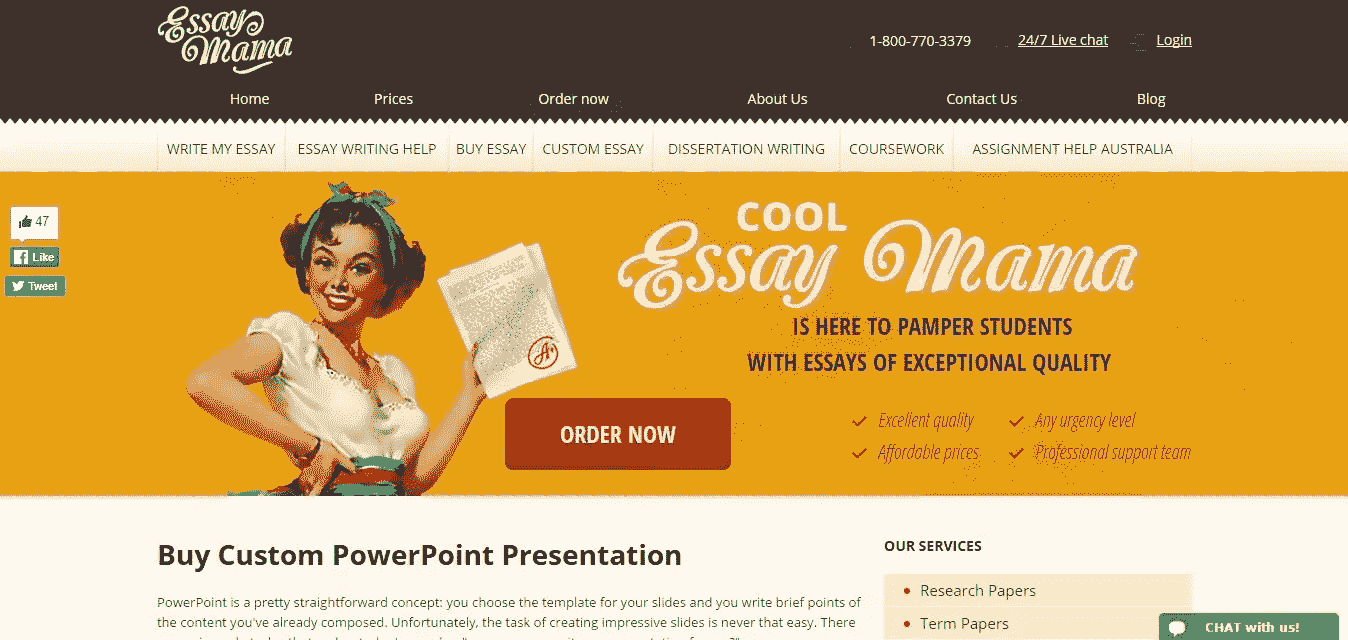 Essay
Mama
1-800-770-3379
24/7 Live chat
Login
Home
Prices
Order now
About Us
Contact Us
Blog
WRITE MY ESSAY
ESSAY WRITING HELP
BUY ESSAY
CUSTOM ESSAY
DISSERTATION WRITING
COURSEWORK
ASSIGNMENT HELP AUSTRALIA
47
Like
Tweet
A+
COOL
Essay Mama
IS HERE TO PAMPER STUDENTS
WITH ESSAYS OF EXCEPTIONAL QUALITY
ORDER NOW
Excellent quality
Any urgency level
Affordable prices
Professional support team
Buy Custom PowerPoint Presentation
PowerPoint is a pretty straightforward concept: you choose the template for your slides and you write brief points of
the content you've already composed. Unfortunately, the task of creating impressive slides is never that easy. There
OUR SERVICES
Research Papers
Term Papers
CHAT with us!